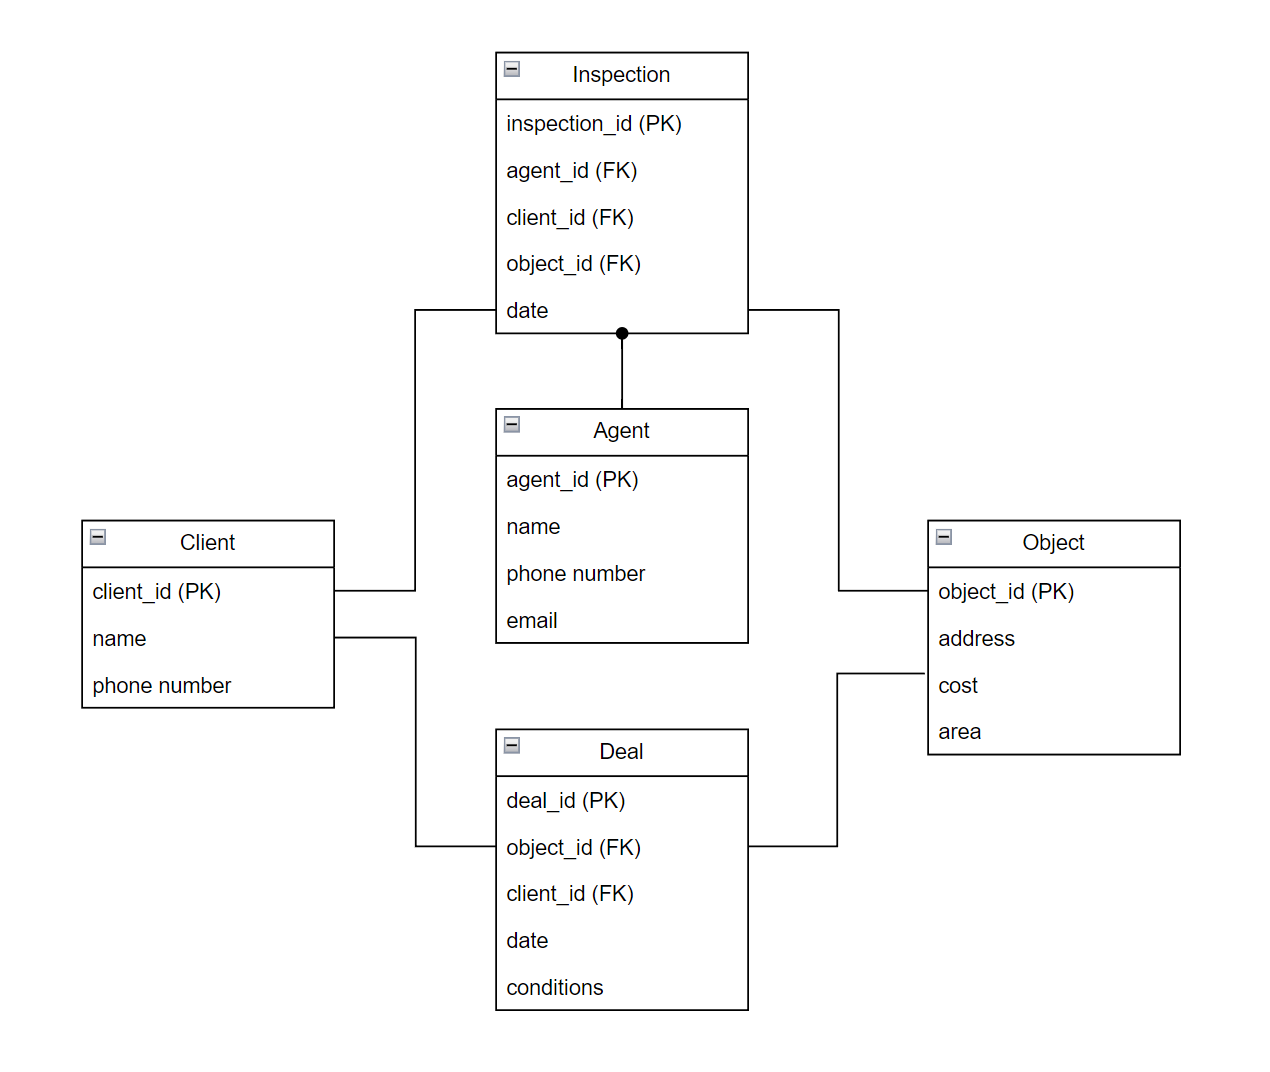 Inspection
inspection_id (PK)
agent_id (FK)
client_id (FK)
object_id (FK)
date
Agent
agent_id (PK)
name
phone number
email
Client
client_id (PK)
name
phone number
Object
object_id (PK)
address
cost
area
Deal
deal_id (PK)
object_id (FK)
client_id (FK)
date
conditions